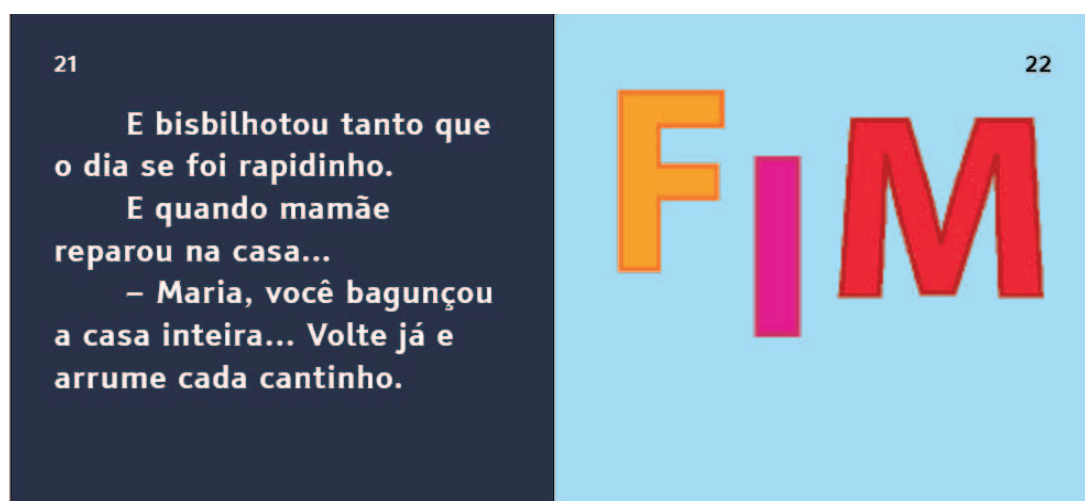 21
E bisbilhotou tanto que
o dia se foi rapidinho.
E quando mamãe
reparou na casa...
– Maria, você bagunçou
a casa inteira... Volte já e
arrume cada cantinho.
22
FIM